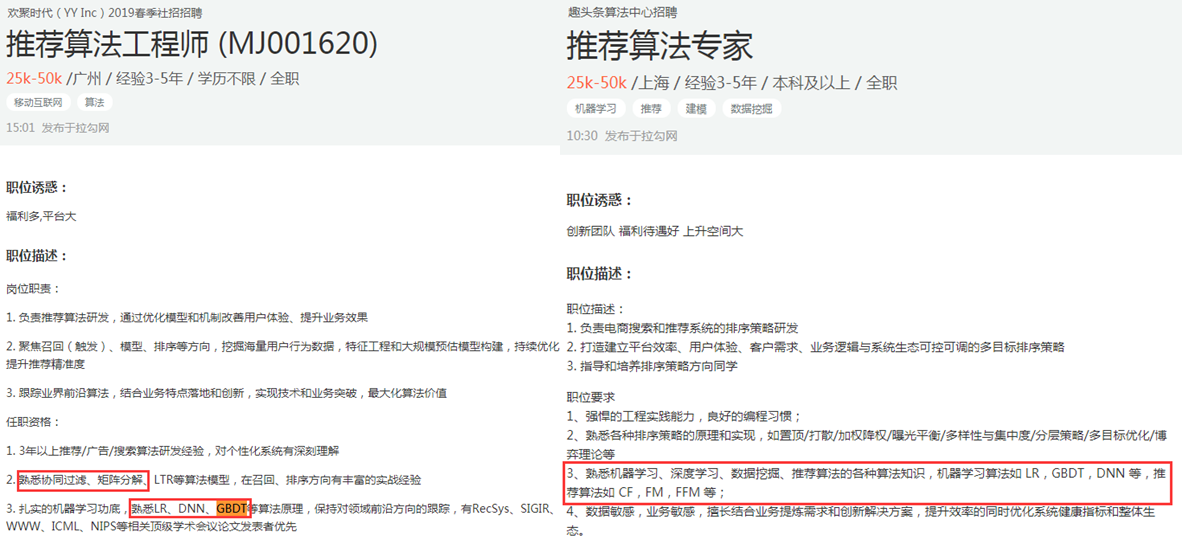 欢聚时代（YY Inc）2019春季社招招聘
推荐算法工程师 (MJ001620)
25k-50k /广州 / 经验3-5年 / 学历不限 / 全职
移动互联网 算法
15:01 发布于拉勾网
职位诱惑：
福利多,平台大
职位描述：
岗位职责：
1. 负责推荐算法研发，通过优化模型和机制改善用户体验、提升业务效果
2. 聚焦召回（触发）、模型、排序等方向，挖掘海量用户行为数据，特征工程和大规模预估模型构建，持续优化
提升推荐精准度
3. 跟踪业界前沿算法，结合业务特点落地和创新，实现技术和业务突破，最大化算法价值
任职资格：
1. 3年以上推荐/广告/搜索算法研发经验，对个性化系统有深刻理解
2. 熟悉协同过滤、矩阵分解、LTR等算法模型，在召回、排序方向有丰富的实战经验
3. 扎实的机器学习功底，熟悉LR、DNN、GBDT等算法原理，保持对领域前沿方向的跟踪，有RecSys、SIGIR、
WWW、ICML、NIPS等相关顶级学术会议论文发表者优先
趣头条算法中心招聘
推荐算法专家
25k-50k /上海 / 经验3-5年 / 本科及以上 / 全职
机器学习 推荐 建模 数据挖掘
10:30 发布于拉勾网
职位诱惑：
创新团队 福利待遇好 上升空间大
职位描述：
职位描述：
1. 负责电商搜索和推荐系统的排序策略研发
2. 打造建立平台效率、用户体验、客户需求、业务逻辑与系统生态可控可调的多目标排序策略
3. 指导和培养排序策略方向同学
职位要求
1、强悍的工程实践能力，良好的编程习惯；
2、熟悉各种排序策略的原理和实现，如置顶/打散/加权降权/曝光平衡/多样性与集中度/分层策略/多目标优化/博
弈理论等
3、熟悉机器学习、深度学习、数据挖掘、推荐算法的各种算法知识，机器学习算法如 LR，GBDT，DNN 等，推
荐算法如 CF，FM，FFM 等；
4、数据敏感，业务敏感，擅长结合业务提炼需求和创新解决方案，提升效率的同时优化系统健康指标和整体生
态。